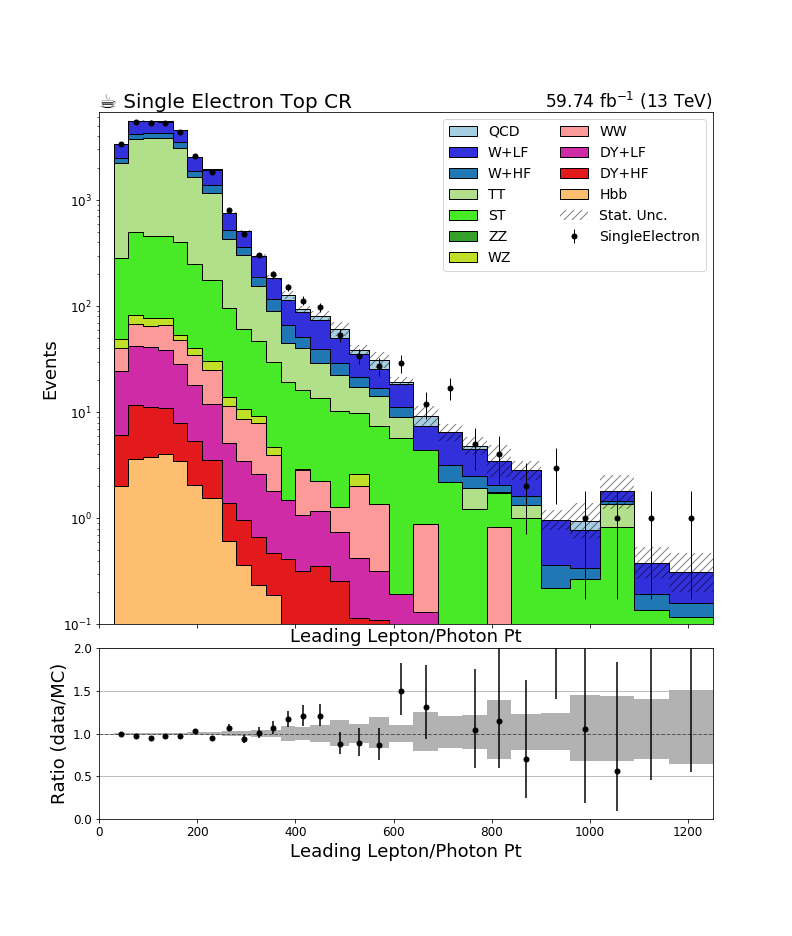 ☕ Single Electron Top CR
59.74 fb⁻¹ (13 TeV)
QCD
W+LF
W+HF
TT
ST
ZZ
WZ
WW
DY+LF
DY+HF
Hbb
Stat. Unc.
SingleElectron
Events
10³
10²
10¹
10⁰
10⁻¹
Leading Lepton/Photon Pt
Ratio (data/MC)
2.0
1.5
1.0
0.5
0.0
0 200 400 600 800 1000 1200
Leading Lepton/Photon Pt